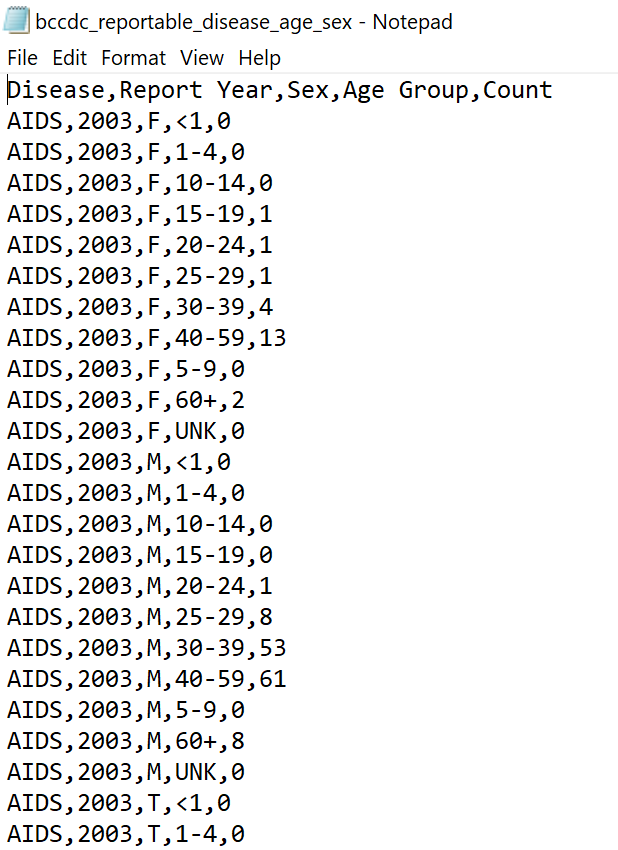 bccdc_reportable_disease_age_sex - Notepad
File Edit Format View Help
Disease,Report Year,Sex,Age Group,Count
AIDS,2003,F,<1,0
AIDS,2003,F,1-4,0
AIDS,2003,F,10-14,0
AIDS,2003,F,15-19,1
AIDS,2003,F,20-24,1
AIDS,2003,F,25-29,1
AIDS,2003,F,30-39,4
AIDS,2003,F,40-59,13
AIDS,2003,F,5-9,0
AIDS,2003,F,60+,2
AIDS,2003,F,UNK,0
AIDS,2003,M,<1,0
AIDS,2003,M,1-4,0
AIDS,2003,M,10-14,0
AIDS,2003,M,15-19,0
AIDS,2003,M,20-24,1
AIDS,2003,M,25-29,8
AIDS,2003,M,30-39,53
AIDS,2003,M,40-59,61
AIDS,2003,M,5-9,0
AIDS,2003,M,60+,8
AIDS,2003,M,UNK,0
AIDS,2003,T,<1,0
AIDS,2003,T,1-4,0